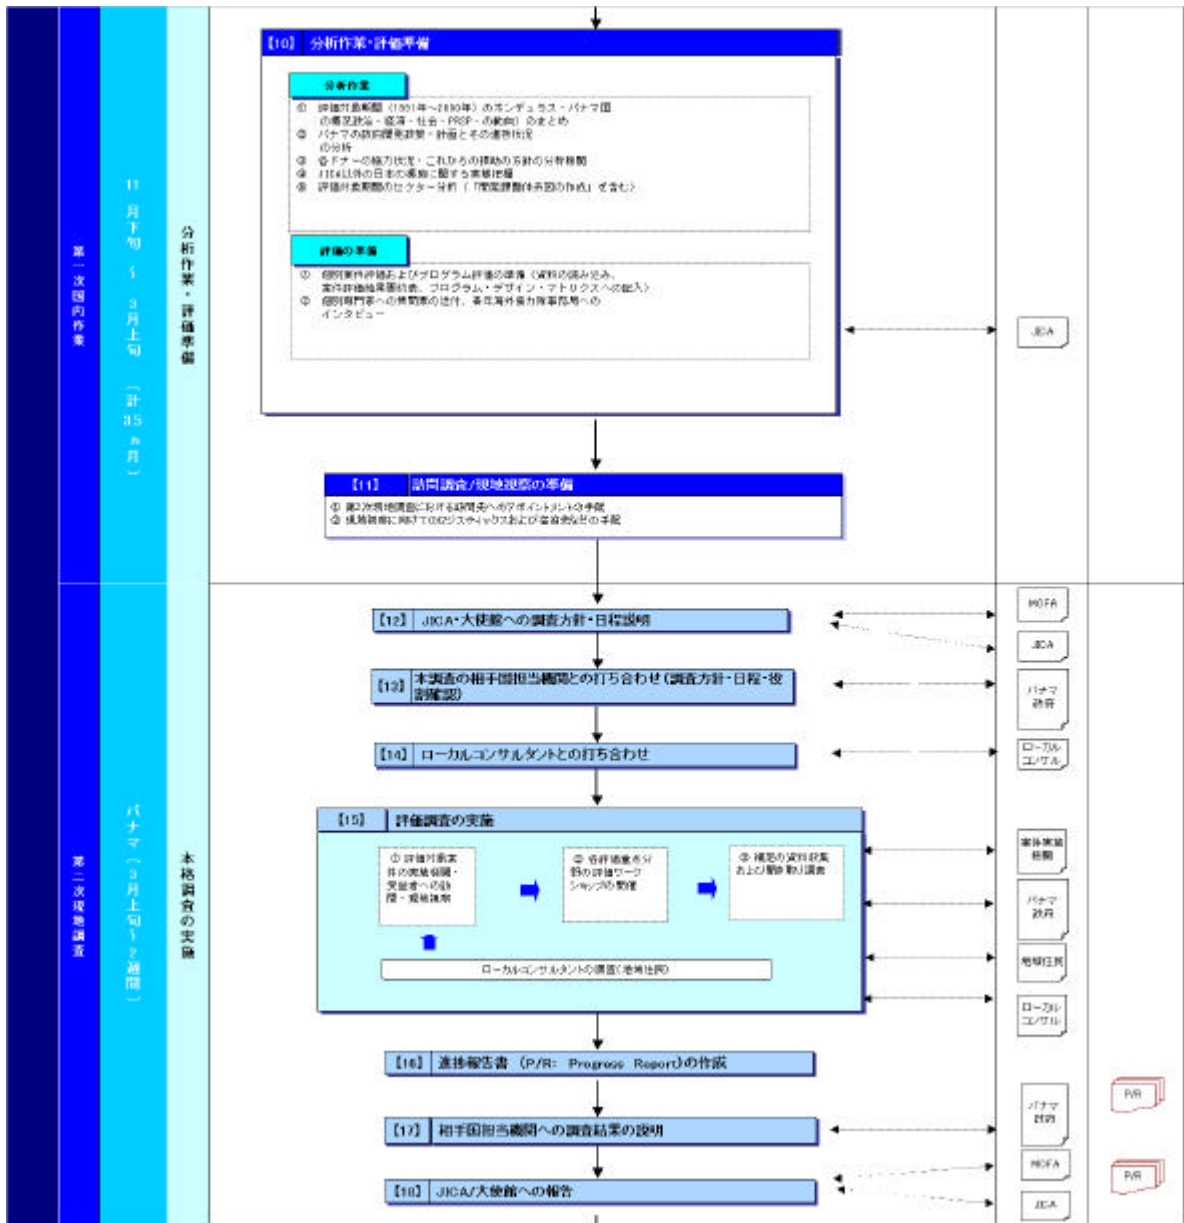 【10】 分析作業・評価準備
分析作業
① 評価対象期間(1991年～2000年)のホンデュラス・パナマ国
の概況(政治・経済・社会・PRSP・の動向)のまとめ
② パナマの政府開発政策・計画とその進捗状況
の分析
③ 各ドナーの協力状況・これからの援助の方針の分析
④ JICA以外の日本の援助に関する実態把握
⑤ 評価対象期間のセクター分析(「開発課題体系図の作成」を含む)
評価の準備
① 個別案件評価およびプログラム評価の準備(資料の読み込み、
案件評価結果要約表、プログラム・デザイン・マトリクスへの記入)
② 個別専門家への質問票の送付、青年海外協力隊事務局への
インタビュー
JICA
第一次国内作業
11月下旬～3月上旬(計3.5ヵ月)
分析作業・評価準備
【11】 訪問調査/現地視察の準備
① 第2次現地調査における訪問先へのアポイントメントの手配
② 現地視察に向けてのロジスティックスおよび宿泊先などの手配
第二次現地調査
パナマ(3月上旬～2週間)
本格調査の実施
【12】 JICA・大使館への調査方針・日程説明
MOFA
JICA
【13】 本調査の相手国担当機関との打ち合わせ(調査方針・日程・役
割確認)
パナマ
政府
【14】 ローカルコンサルタントとの打ち合わせ
ローカル
コンサル
【15】 評価調査の実施
① 評価対象案
件の実施機関・
受益者への訪
問・現地視察
② 各評価重点分
野の評価ワーク
ショップの開催
③ 補足の資料収集
および聞き取り調査
ローカルコンサルタントの調査(地域住民)
案件実施
機関
パナマ
政府
地域住民
ローカル
コンサル
【16】 進捗報告書 (P/R: Progress Report)の作成
【17】 相手国担当機関への調査結果の説明
パナマ
政府
P/R
【18】 JICA/大使館への報告
MOFA
JICA
P/R